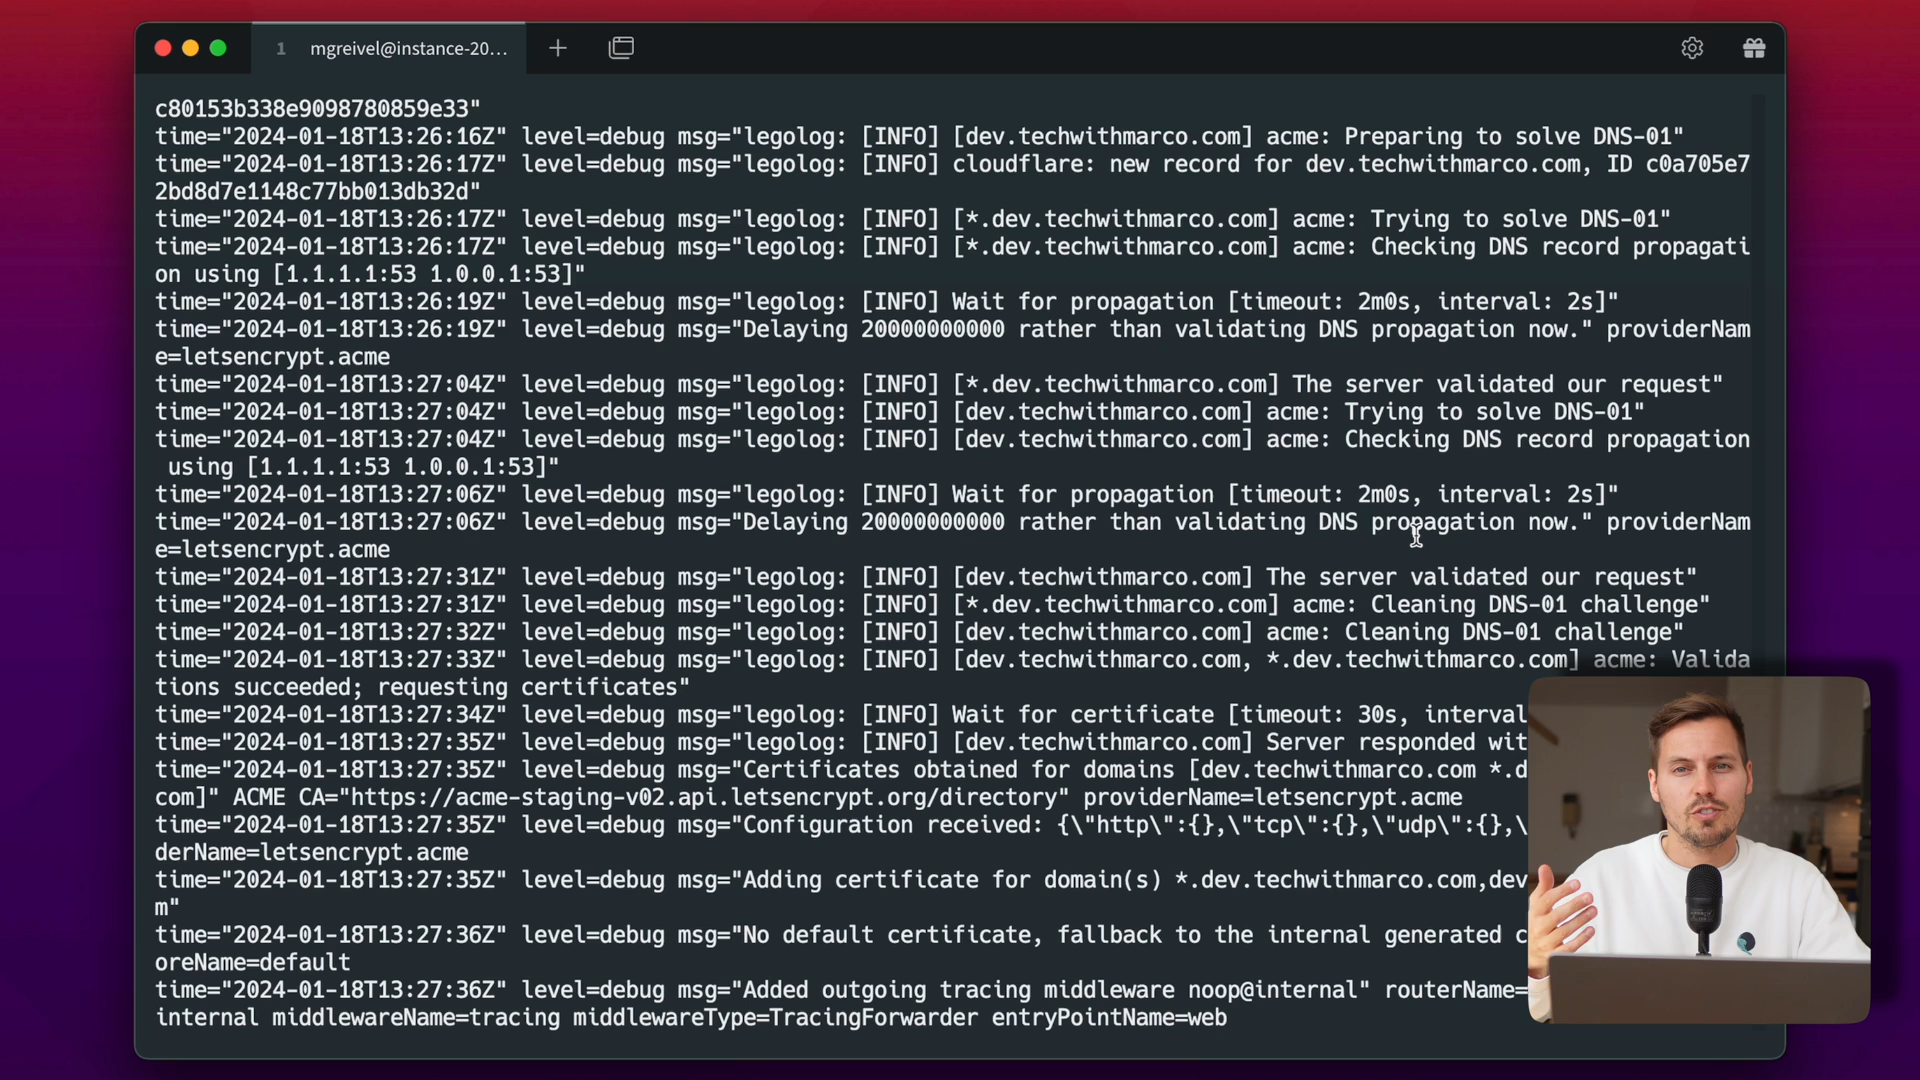 1 mgreivel@instance-20...
c80153b338e9098780859e33"
time="2024-01-18T13:26:16Z" level=debug msg="legolog: [INFO] [dev.techwithmarco.com] acme: Preparing to solve DNS-01"
time="2024-01-18T13:26:17Z" level=debug msg="legolog: [INFO] cloudflare: new record for dev.techwithmarco.com, ID c0a705e7
2bd8d7e1148c77bb013db32d"
time="2024-01-18T13:26:17Z" level=debug msg="legolog: [INFO] [*.dev.techwithmarco.com] acme: Trying to solve DNS-01"
time="2024-01-18T13:26:17Z" level=debug msg="legolog: [INFO] [*.dev.techwithmarco.com] acme: Checking DNS record propagati
on using [1.1.1.1:53 1.0.0.1:53]"
time="2024-01-18T13:26:19Z" level=debug msg="legolog: [INFO] Wait for propagation [timeout: 2m0s, interval: 2s]"
time="2024-01-18T13:26:19Z" level=debug msg="Delaying 20000000000 rather than validating DNS propagation now." providerNam
e=letsencrypt.acme
time="2024-01-18T13:27:04Z" level=debug msg="legolog: [INFO] [*.dev.techwithmarco.com] The server validated our request"
time="2024-01-18T13:27:04Z" level=debug msg="legolog: [INFO] [dev.techwithmarco.com] acme: Trying to solve DNS-01"
time="2024-01-18T13:27:04Z" level=debug msg="legolog: [INFO] [dev.techwithmarco.com] acme: Checking DNS record propagation
using [1.1.1.1:53 1.0.0.1:53]"
time="2024-01-18T13:27:06Z" level=debug msg="legolog: [INFO] Wait for propagation [timeout: 2m0s, interval: 2s]"
time="2024-01-18T13:27:06Z" level=debug msg="Delaying 20000000000 rather than validating DNS propagation now." providerNam
e=letsencrypt.acme
time="2024-01-18T13:27:31Z" level=debug msg="legolog: [INFO] [dev.techwithmarco.com] The server validated our request"
time="2024-01-18T13:27:31Z" level=debug msg="legolog: [INFO] [*.dev.techwithmarco.com] acme: Cleaning DNS-01 challenge"
time="2024-01-18T13:27:32Z" level=debug msg="legolog: [INFO] [dev.techwithmarco.com] acme: Cleaning DNS-01 challenge"
time="2024-01-18T13:27:33Z" level=debug msg="legolog: [INFO] [dev.techwithmarco.com, *.dev.techwithmarco.com] acme: Valida
tions succeeded; requesting certificates"
time="2024-01-18T13:27:34Z" level=debug msg="legolog: [INFO] Wait for certificate [timeout: 30s, interval
time="2024-01-18T13:27:35Z" level=debug msg="legolog: [INFO] [dev.techwithmarco.com] Server responded wit
time="2024-01-18T13:27:35Z" level=debug msg="Certificates obtained for domains [dev.techwithmarco.com *.d
com]" ACME CA="https://acme-staging-v02.api.letsencrypt.org/directory" providerName=letsencrypt.acme
time="2024-01-18T13:27:35Z" level=debug msg="Configuration received: {\"http\":{},\"tcp\":{},\"udp\":{},\
derName=letsencrypt.acme
time="2024-01-18T13:27:35Z" level=debug msg="Adding certificate for domain(s) *.dev.techwithmarco.com,dev
m"
time="2024-01-18T13:27:36Z" level=debug msg="No default certificate, fallback to the internal generated c
oreName=default
time="2024-01-18T13:27:36Z" level=debug msg="Added outgoing tracing middleware noop@internal" routerName=
internal middlewareName=tracing middlewareType=TracingForwarder entryPointName=web